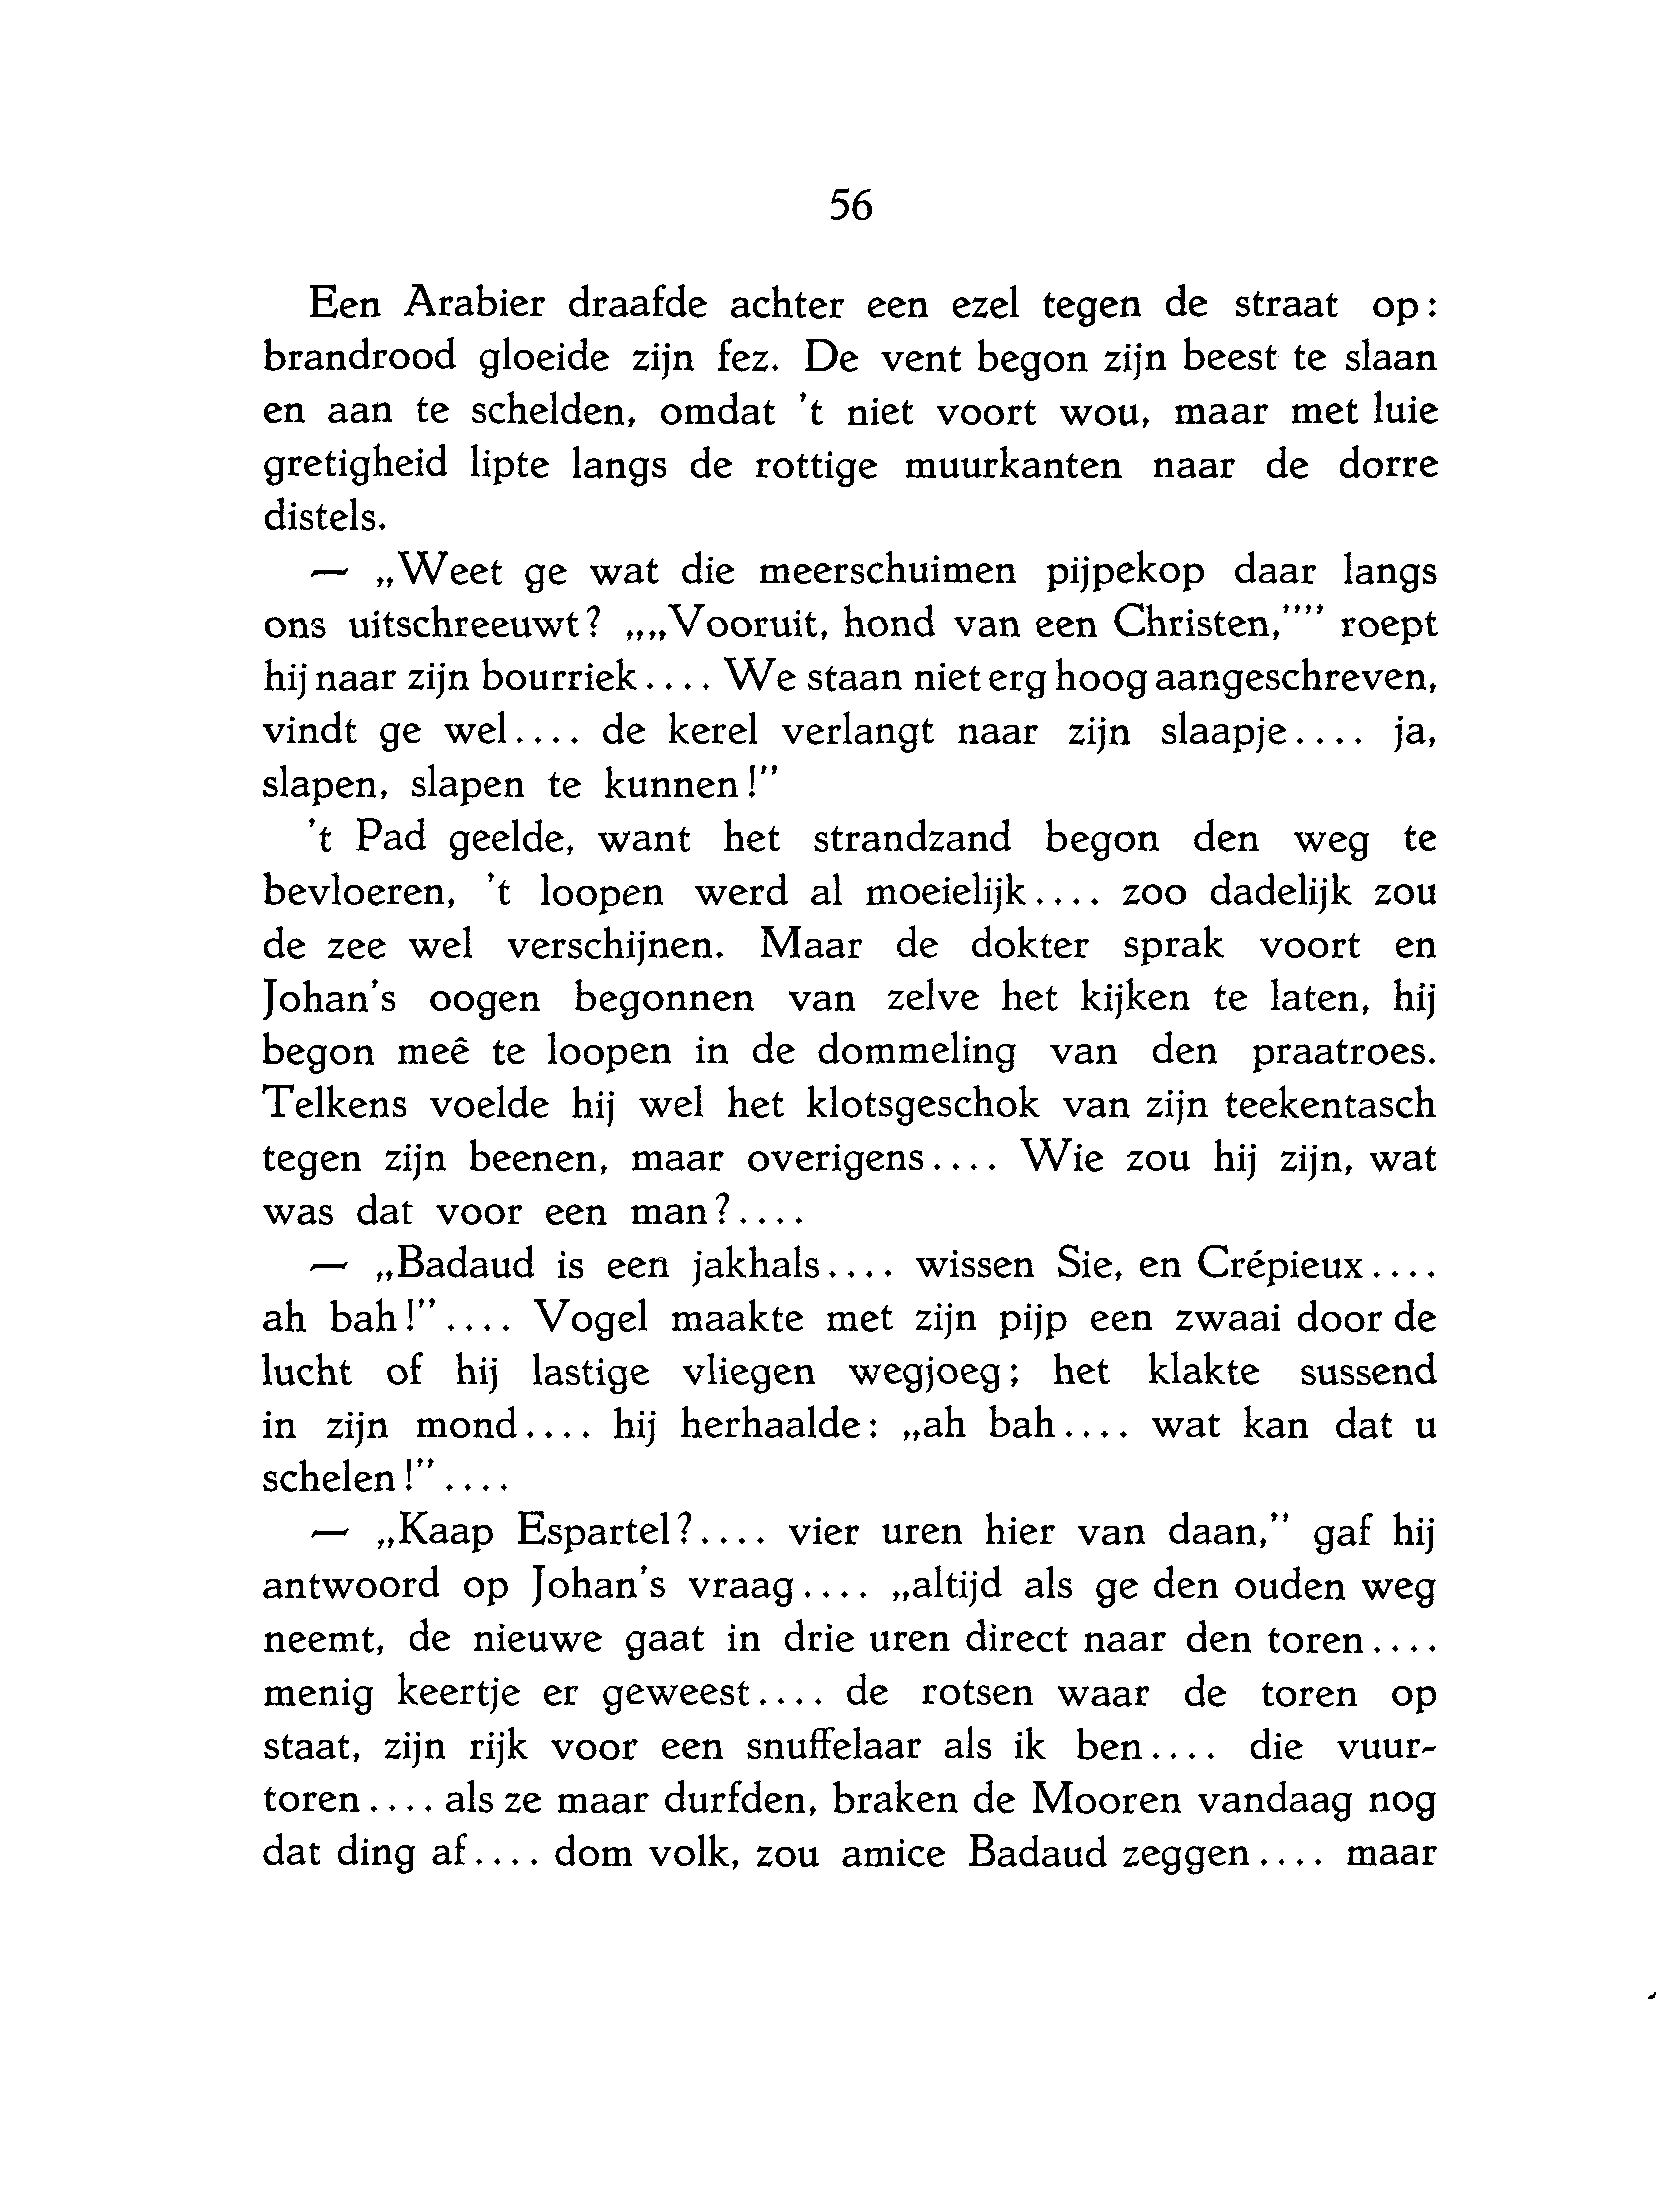 56
Een Arabier draafde achter een ezel tegen de straat op:
brandrood gloeide zijn fez. De vent begon zijn beest te slaan
en aan te schelden, omdat 't niet voort wou, maar met luie
gretigheid lipte langs de rottige muurkanten naar de dorre
distels.
— „Weet ge wat die meerschuimen pijpekop daar langs
ons uitschreeuwt? „„Vooruit, hond van een Christen,"" roept
hij naar zijn bourriek.... We staan niet erg hoog aangeschreven,
vindt ge wel.... de kerel verlangt naar zijn slaapje.... ja,
slapen, slapen te kunnen!"
't Pad geelde, want het strandzand begon den weg te
bevloeren, 't loopen werd al moeielijk.... zoo dadelijk zou
de zee wel verschijnen. Maar de dokter sprak voort en
Johan's oogen begonnen van zelve het kijken te laten, hij
begon meê te loopen in de dommeling van den praatroes.
Telkens voelde hij wel het klotsgeschok van zijn teekentasch
tegen zijn beenen, maar overigens.... Wie zou hij zijn, wat
was dat voor een man?....
— „Badaud is een jakhals.... wissen Sie, en Crépieux....
ah bah!".... Vogel maakte met zijn pijp een zwaai door de
lucht of hij lastige vliegen wegjoeg; het klakte sussend
in zijn mond.... hij herhaalde: „ah bah.... wat kan dat u
schelen!"....
— „Kaap Espartel?.... vier uren hier van daan," gaf hij
antwoord op Johan's vraag.... „altijd als ge den ouden weg
neemt, de nieuwe gaat in drie uren direct naar den toren....
menig keertje er geweest.... de rotsen waar de toren op
staat, zijn rijk voor een snuffelaar als ik ben.... die vuur-
toren.... als ze maar durfden, braken de Mooren vandaag nog
dat ding af.... dom volk, zou amice Badaud zeggen.... maar